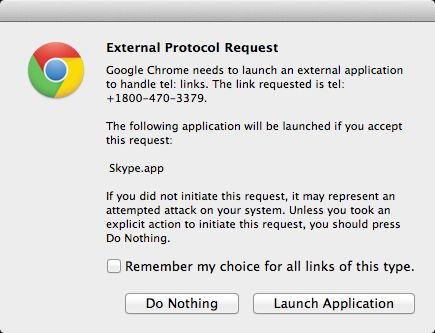 External Protocol Request
Google Chrome needs to launch an external application
to handle tel: links. The link requested is tel:
+1800-470-3379.
The following application will be launched if you accept
this request:
Skype.app
If you did not initiate this request, it may represent an
attempted attack on your system. Unless you took an
explicit action to initiate this request, you should press
Do Nothing.
Remember my choice for all links of this type.
Do Nothing
Launch Application